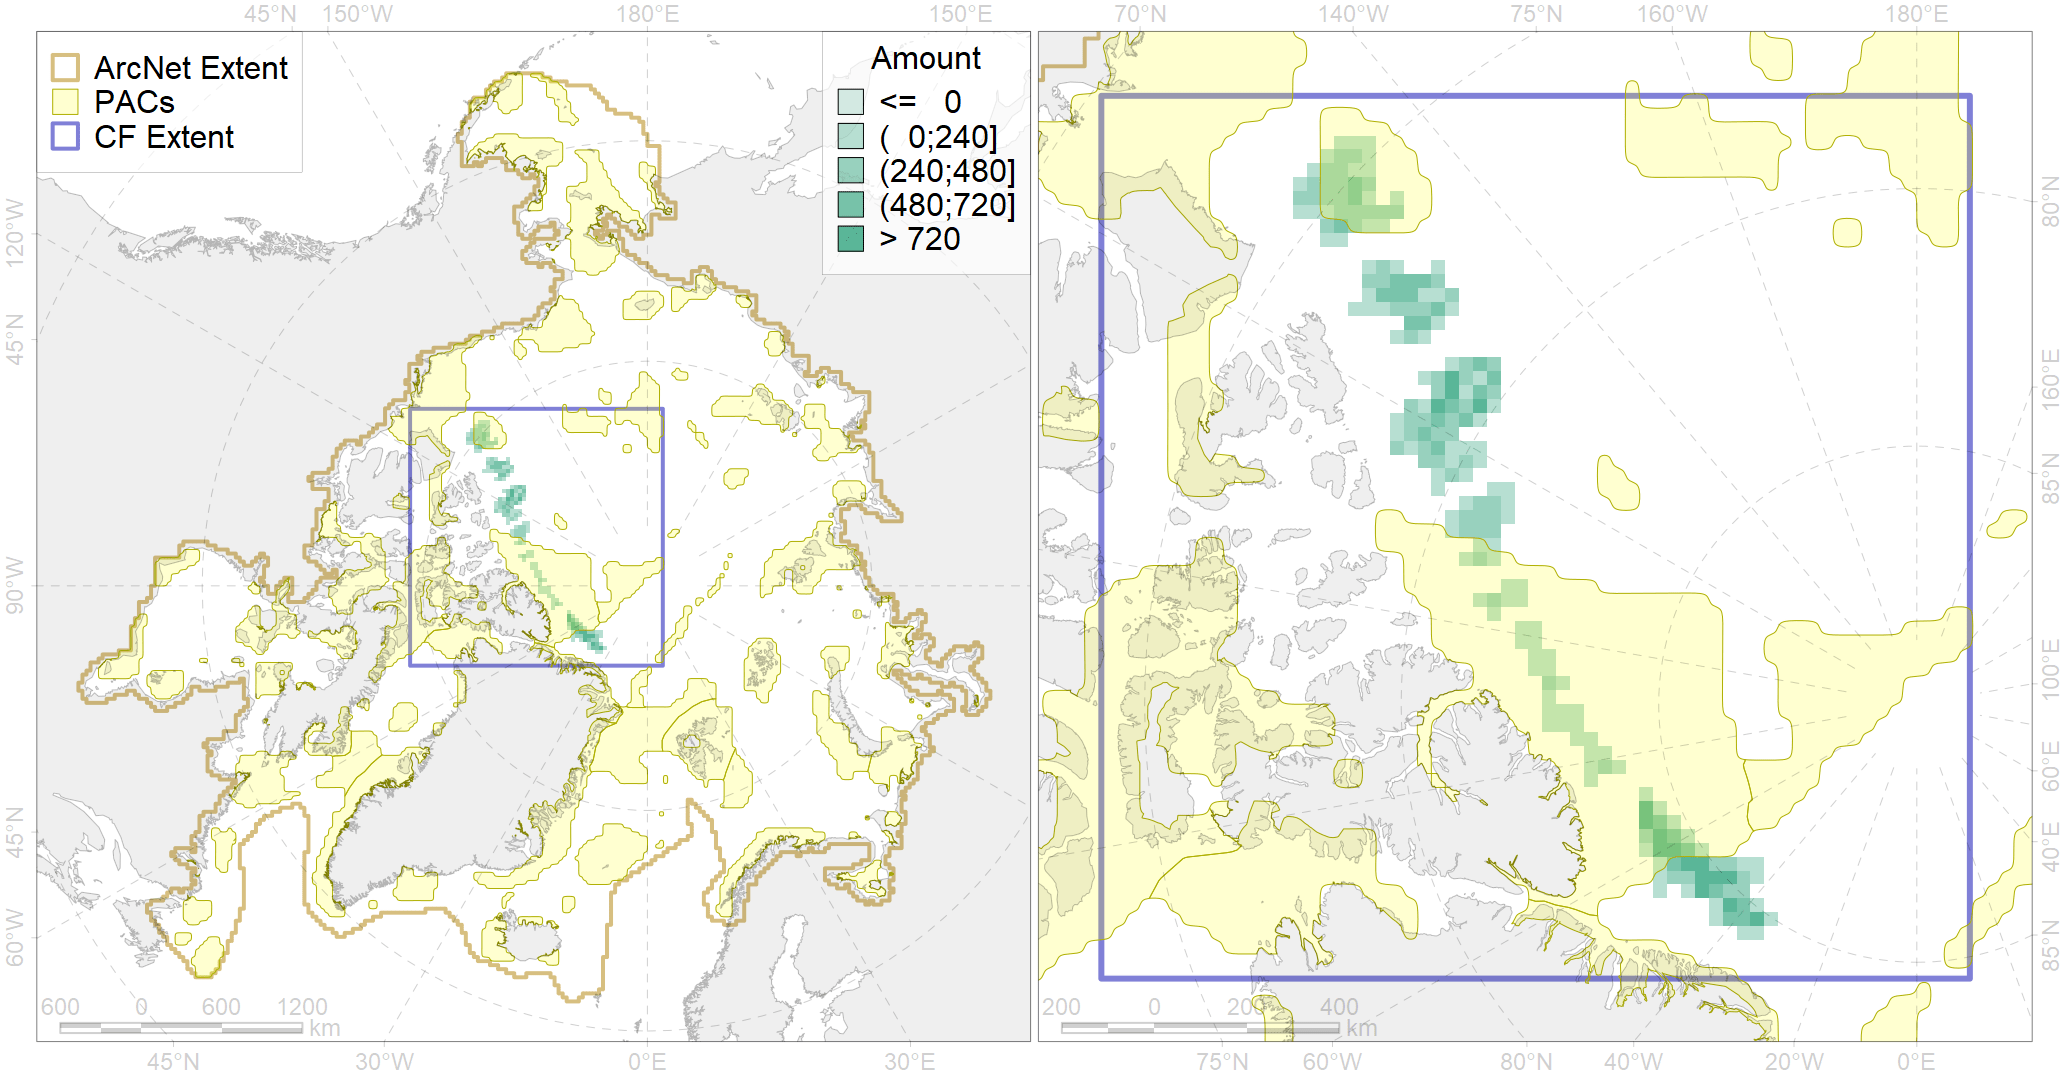 45°N 150°W 180°E 150°E 70°N 140°W 75°N 160°W 180°E
ArcNet Extent
PACs
CF Extent
Amount
<= 0
( 0;240]
(240;480]
(480;720]
> 720
120°W
45°N
90°W
45°N
60°W
80°N
160°E
85°N
100°E
60°E
40°E
85°N
600 0 600 1200
km
200 0 200 400
km
45°N 30°W 0°E 30°E 75°N 60°W 80°N 40°W 20°W 0°E